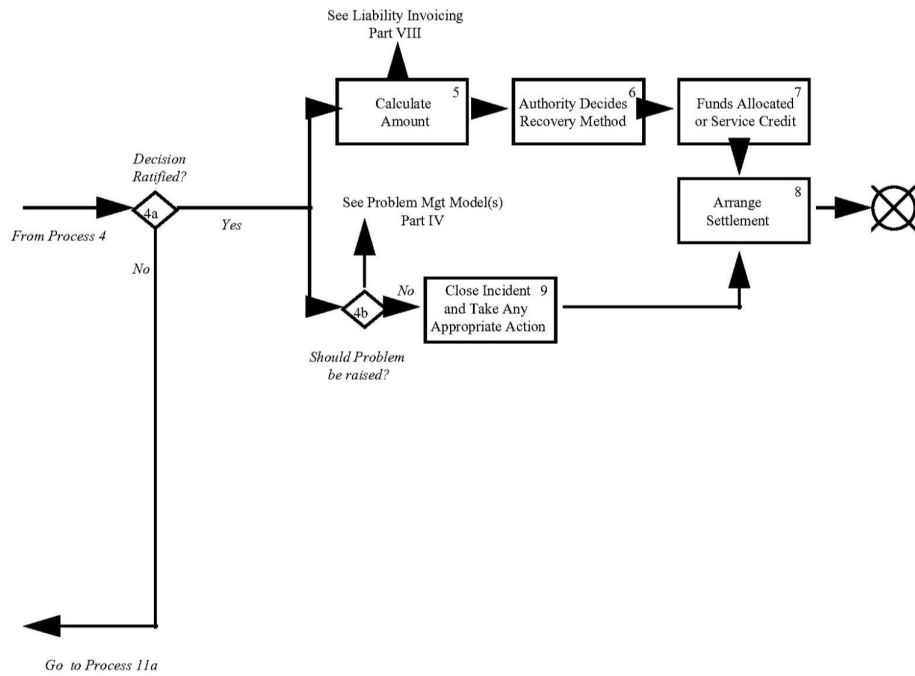 See Liability Invoicing
Part VIII
5
Calculate
Amount
6
Authority Decides
Recovery Method
7
Funds Allocated
or Service Credit
Decision
Ratified?
4a
From Process 4
Yes
No
See Problem Mgt Model(s)
Part IV
8
Arrange
Settlement
4b
No
Close Incident 9
and Take Any
Appropriate Action
Should Problem
be raised?
Go to Process 11a